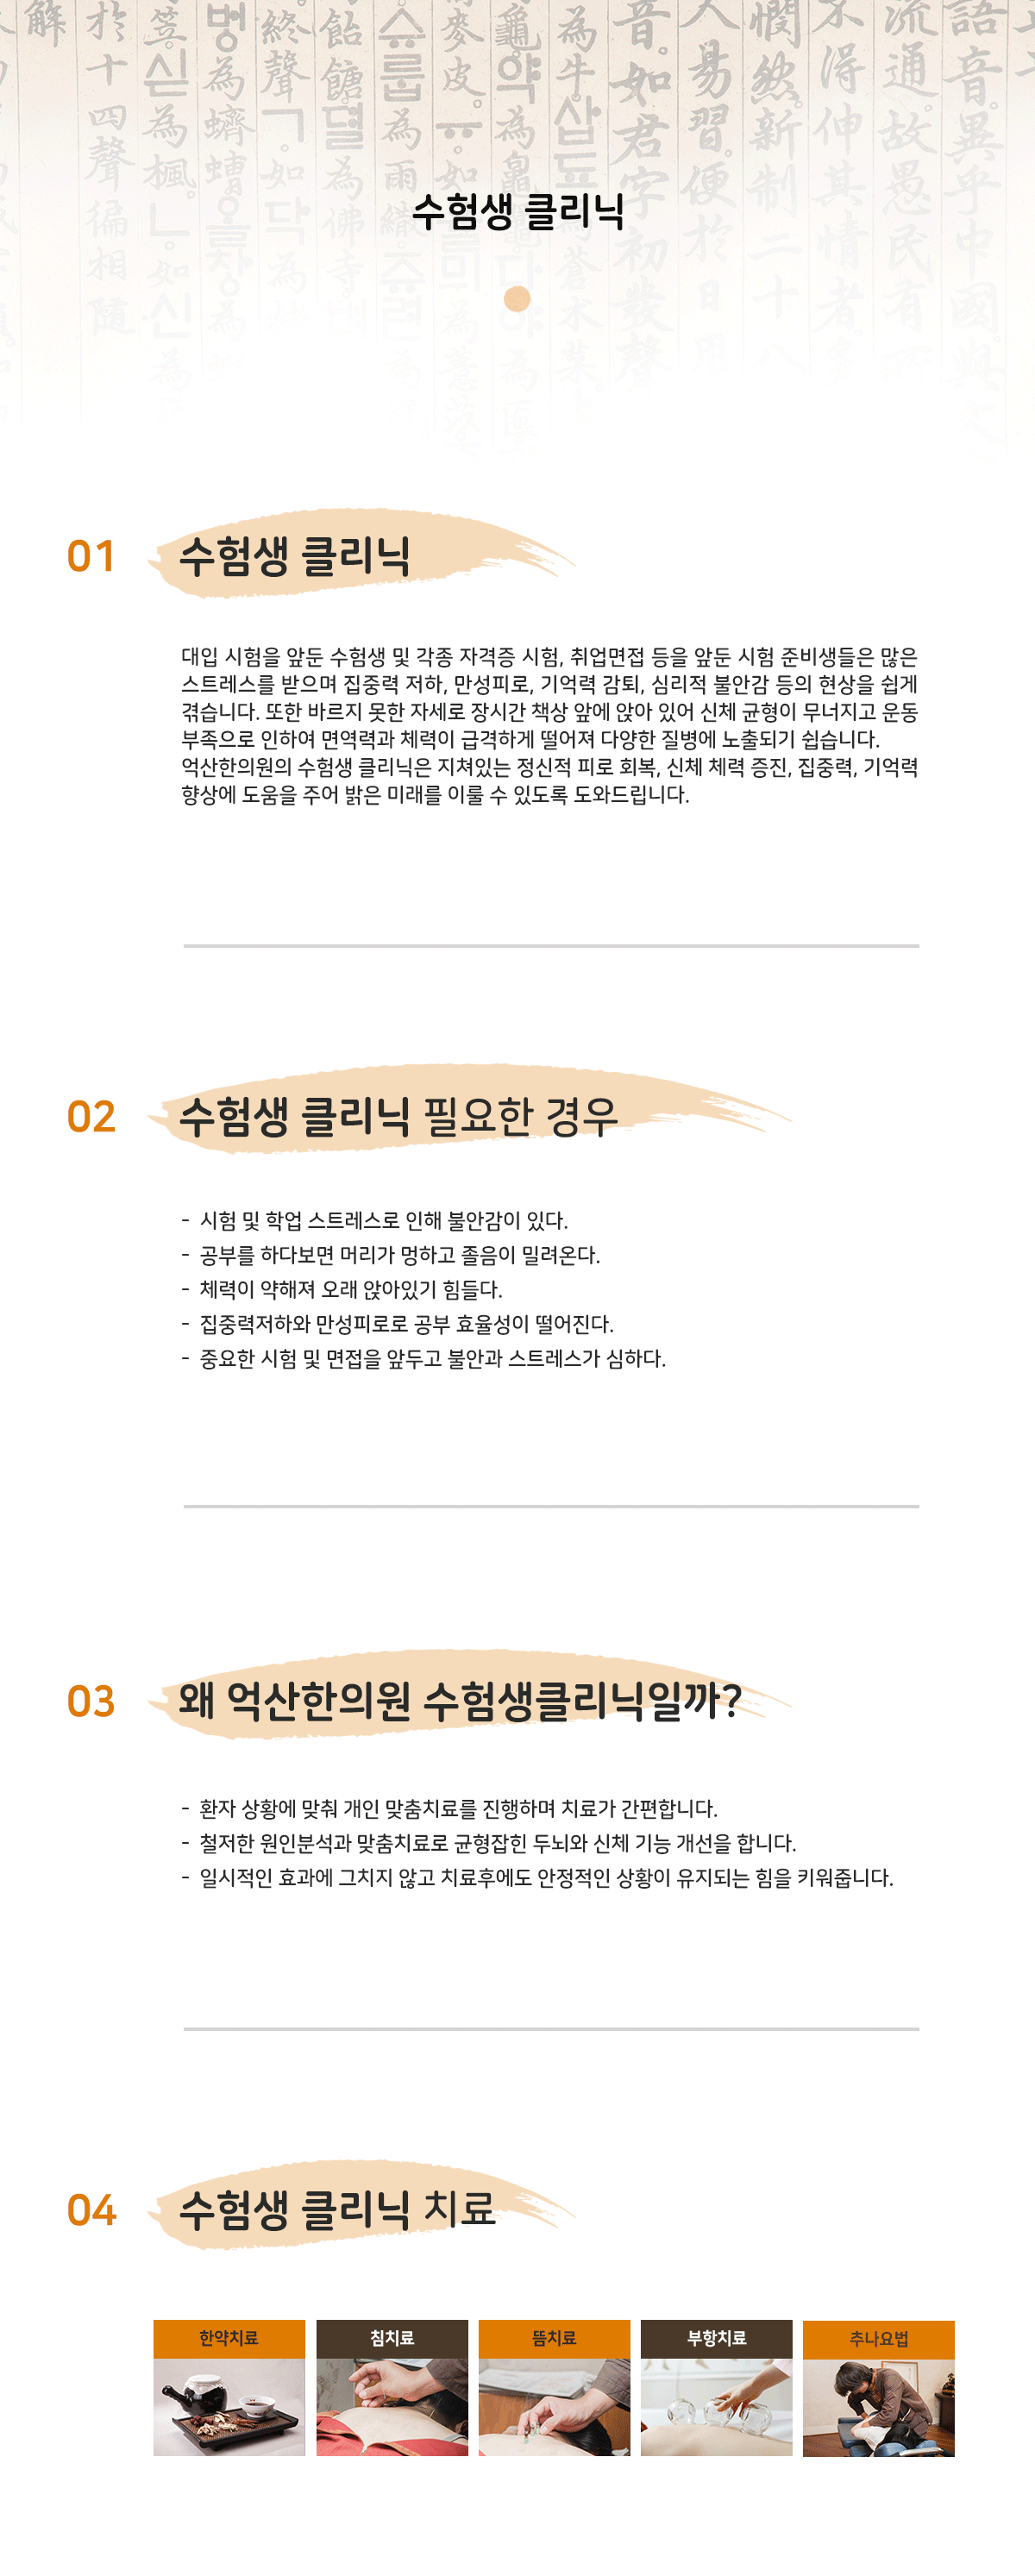 수험생 클리닉
01
수험생 클리닉
대입 시험을 앞둔 수험생 및 각종 자격증 시험, 취업면접 등을 앞둔 시험 준비생들은 많은
스트레스를 받으며 집중력 저하, 만성피로, 기억력 감퇴, 심리적 불안감 등의 현상을 쉽게
겪습니다. 또한 바르지 못한 자세로 장시간 책상 앞에 앉아 있어 신체 균형이 무너지고 운동
부족으로 인하여 면역력과 체력이 급격하게 떨어져 다양한 질병에 노출되기 쉽습니다.
억산한의원의 수험생 클리닉은 지쳐있는 정신적 피로 회복, 신체 체력 증진, 집중력, 기억력
향상에 도움을 주어 밝은 미래를 이룰 수 있도록 도와드립니다.
02
수험생 클리닉 필요한 경우
- 시험 및 학업 스트레스로 인해 불안감이 있다.
- 공부를 하다보면 머리가 멍하고 졸음이 밀려온다.
- 체력이 약해져 오래 앉아있기 힘들다.
- 집중력저하와 만성피로로 공부 효율성이 떨어진다.
- 중요한 시험 및 면접을 앞두고 불안과 스트레스가 심하다.
03
왜 억산한의원 수험생클리닉일까?
- 환자 상황에 맞춰 개인 맞춤치료를 진행하며 치료가 간편합니다.
- 철저한 원인분석과 맞춤치료로 균형잡힌 두뇌와 신체 기능 개선을 합니다.
- 일시적인 효과에 그치지 않고 치료후에도 안정적인 상황이 유지되는 힘을 키워줍니다.
04
수험생 클리닉 치료
한약치료
침치료
뜸치료
부항치료
추나요법